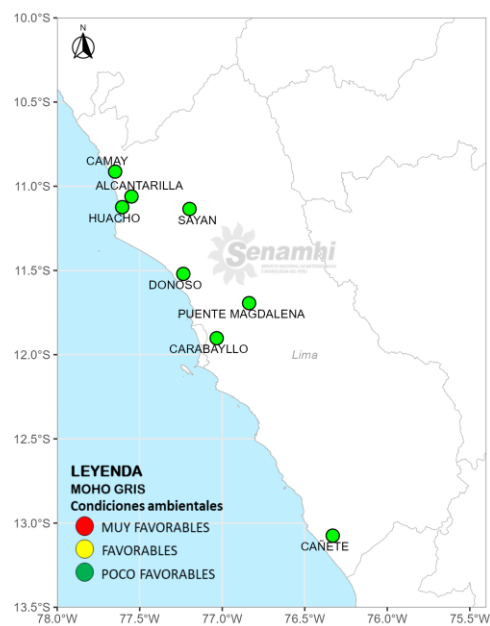 10.0°S
N
10.5°S
CAMAY
11.0°S
ALCANTARILLA
HUACHO
SAYAN
Senamhi
11.5°S
DONOSO
PUENTE MAGDALENA
CARABAYLLO
12.0°S
Lima
12.5°S
LEYENDA
MOHO GRIS
Condiciones ambientales
MUY FAVORABLES
FAVORABLES
POCO FAVORABLES
13.0°S
CAÑETE
13.5°S
78.0°W 77.5°W 77.0°W 76.5°W 76.0°W 75.5°W